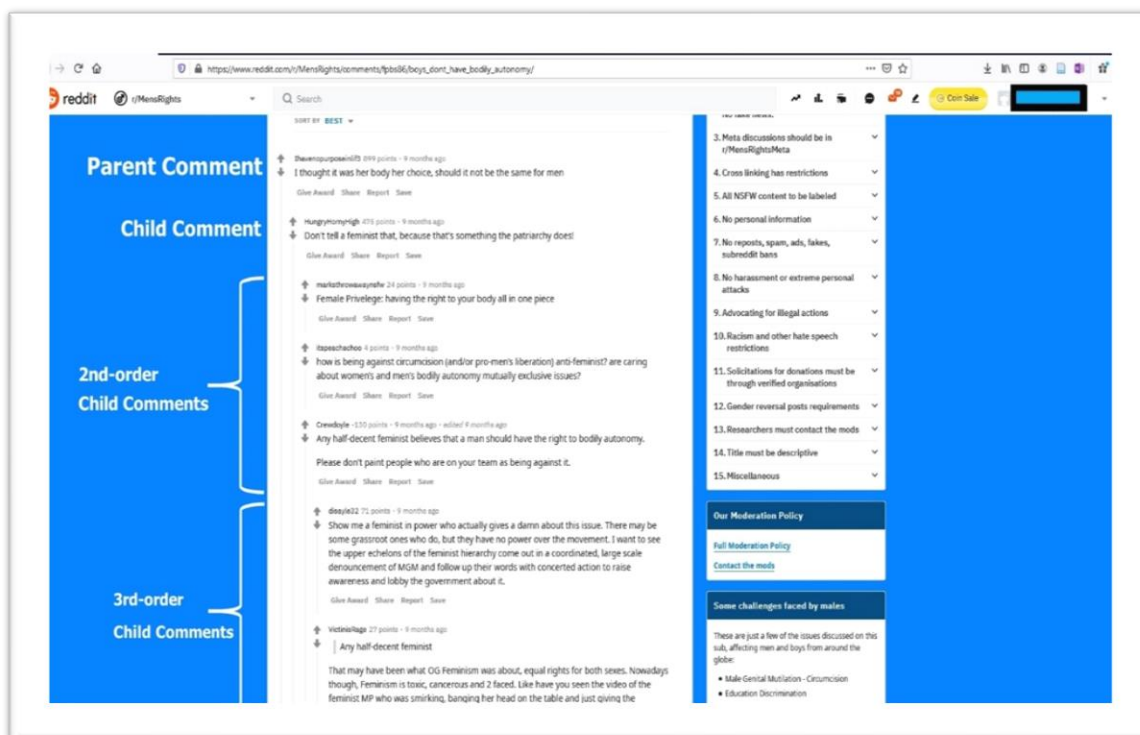 https://www.reddit.com/r/MensRights/comments/fpbs86/boys_dont_have_bodily_autonomy/
reddit
r/MensRights
Search
Coin Sale
SORT BY BEST
Parent Comment
899 points · 9 months ago
I thought it was her body her choice, should it not be the same for men
Give Award Share Report Save
Child Comment
HungryHornyHigh 475 points · 9 months ago
Don't tell a feminist that, because that's something the patriarchy does!
Give Award Share Report Save
2nd-order
Child Comments
24 points · 9 months ago
Female Privelege: having the right to your body all in one piece
Give Award Share Report Save
4 points · 9 months ago
how is being against circumcision (and/or pro-men's liberation) anti-feminist? are caring
about women's and men's bodily autonomy mutually exclusive issues?
Give Award Share Report Save
Crewdoyle -130 points · 9 months ago · edited 9 months ago
Any half-decent feminist believes that a man should have the right to bodily autonomy.
Please don't paint people who are on your team as being against it.
Give Award Share Report Save
3rd-order
Child Comments
71 points · 9 months ago
Show me a feminist in power who actually gives a damn about this issue. There may be
some grassroot ones who do, but they have no power over the movement. I want to see
the upper echelons of the feminist hierarchy come out in a coordinated, large scale
denouncement of MGM and follow up their words with concerted action to raise
awareness and lobby the government about it.
Give Award Share Report Save
VictinisRage 27 points · 9 months ago
Any half-decent feminist
That may have been what OG Feminism was about, equal rights for both sexes. Nowadays
though, Feminism is toxic, cancerous and 2 faced. Like have you seen the video of the
feminist MP who was smirking, banging her head on the table and just giving the
3. Meta discussions should be in
r/MensRightsMeta
4. Cross linking has restrictions
5. All NSFW content to be labeled
6. No personal information
7. No reposts, spam, ads, fakes,
subreddit bans
8. No harassment or extreme personal
attacks
9. Advocating for illegal actions
10. Racism and other hate speech
restrictions
11. Solicitations for donations must be
through verified organisations
12. Gender reversal posts requirements
13. Researchers must contact the mods
14. Title must be descriptive
15. Miscellaneous
Our Moderation Policy
Full Moderation Policy
Contact the mods
Some challenges faced by males
These are just a few of the issues discussed on this
sub, affecting men and boys from around the
globe:
• Male Genital Mutilation - Circumcision
• Education Discrimination